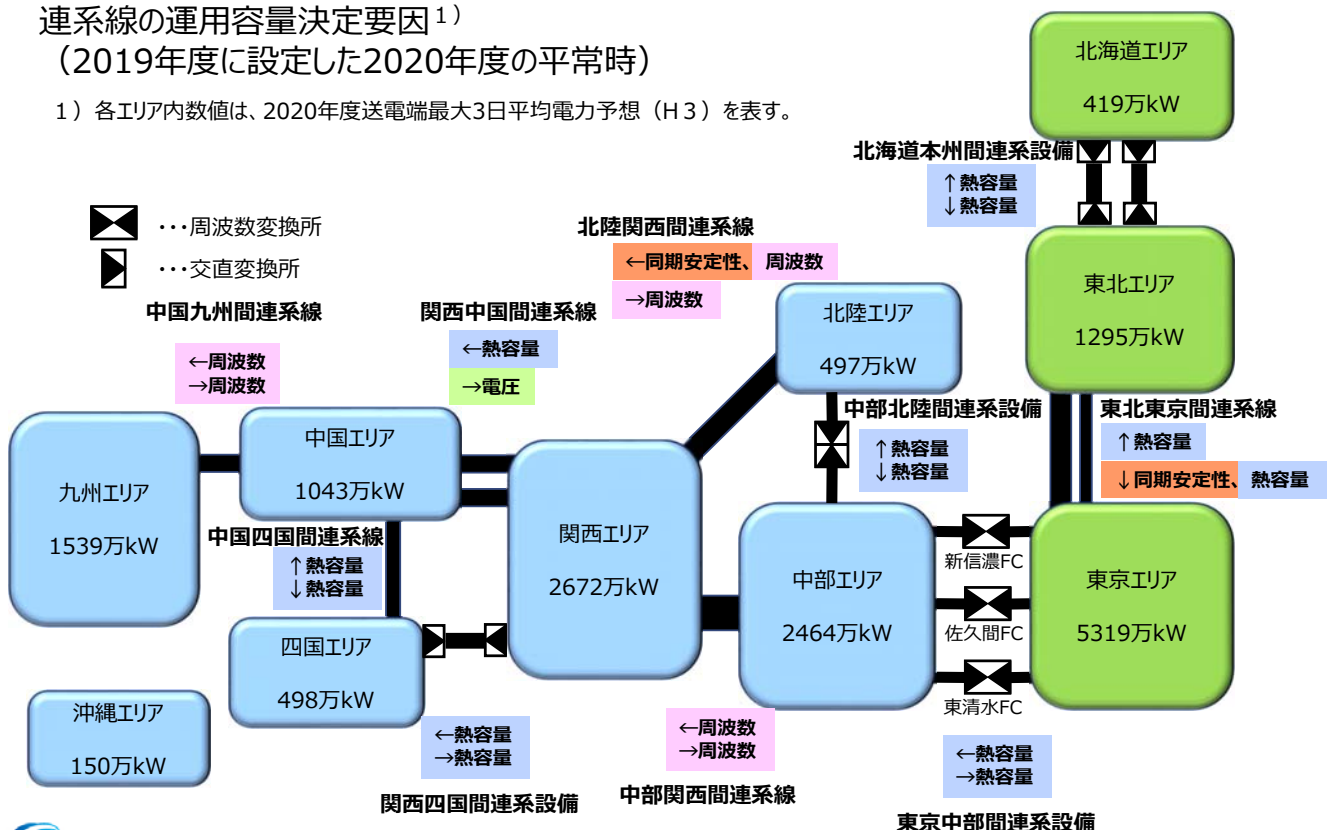 連系線の運用容量決定要因1）
（2019年度に設定した2020年度の平常時）
1）各エリア内数値は、2020年度送電端最大3日平均電力予想（H3）を表す。
北海道エリア
419万kW
北海道本州間連系設備
↑熱容量
↓熱容量
･･･周波数変換所
･･･交直変換所
北陸関西間連系線
←同期安定性、 周波数
→周波数
中国九州間連系線
←周波数
→周波数
関西中国間連系線
←熱容量
→電圧
北陸エリア
497万kW
東北エリア
1295万kW
中部北陸間連系設備
↑熱容量
↓熱容量
東北東京間連系線
↑熱容量
↓同期安定性、 熱容量
九州エリア
1539万kW
中国エリア
1043万kW
中国四国間連系線
↑熱容量
↓熱容量
関西エリア
2672万kW
中部エリア
2464万kW
新信濃FC
佐久間FC
東清水FC
東京エリア
5319万kW
四国エリア
498万kW
沖縄エリア
150万kW
←熱容量
→熱容量
関西四国間連系設備
←周波数
→周波数
中部関西間連系線
←熱容量
→熱容量
東京中部間連系設備